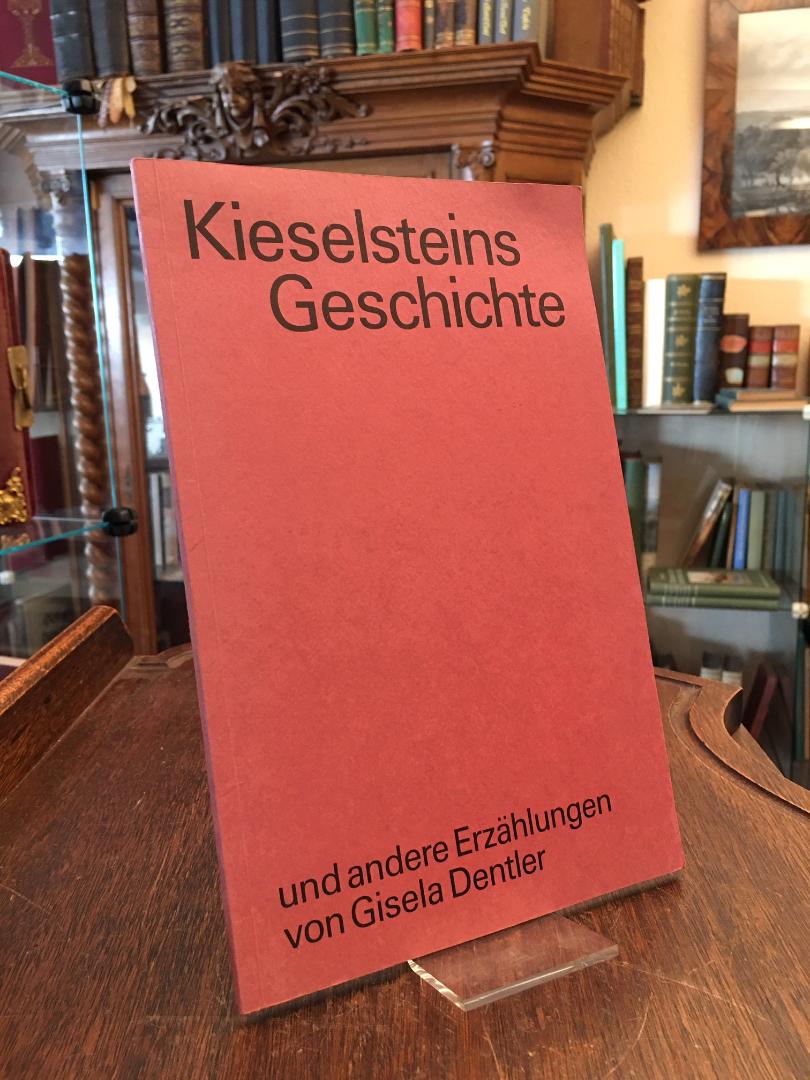 Kieselsteins
Geschichte
und andere Erzählungen
von Gisela Dentler